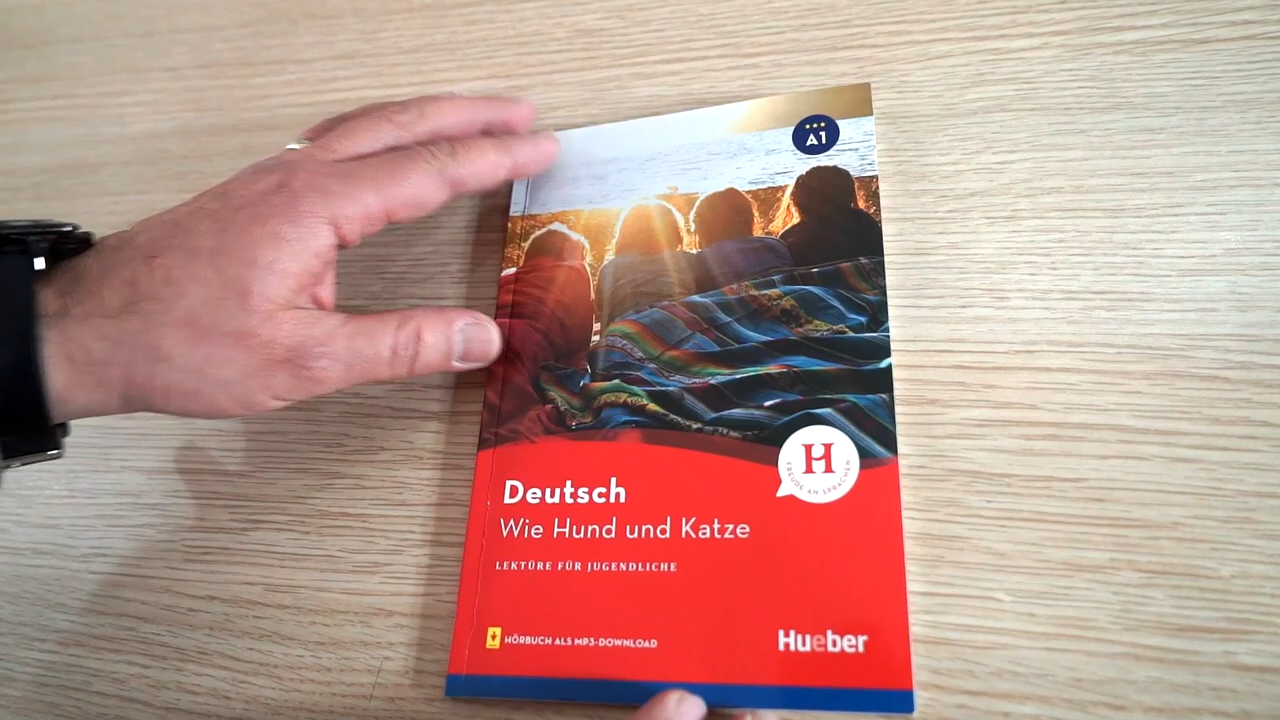 A1
H
FREUDE AN SPRACHEN
Deutsch
Wie Hund und Katze
LEKTÜRE FÜR JUGENDLICHE
HÖRBUCH ALS MP3-DOWNLOAD
Hueber